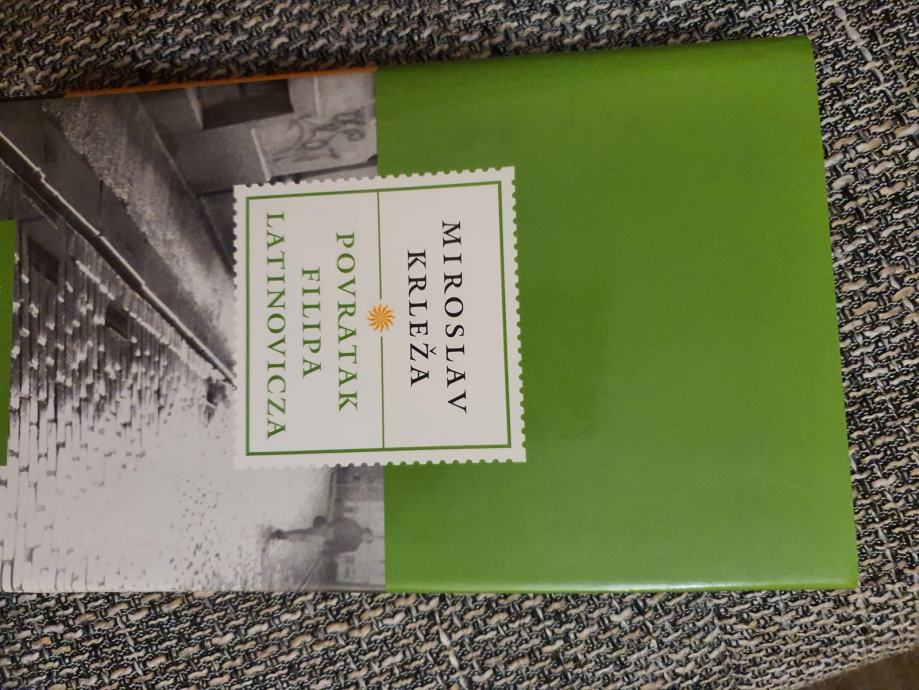 MIROSLAV
KRLEŽA
POVRATAK
FILIPA
LATINOVICZA